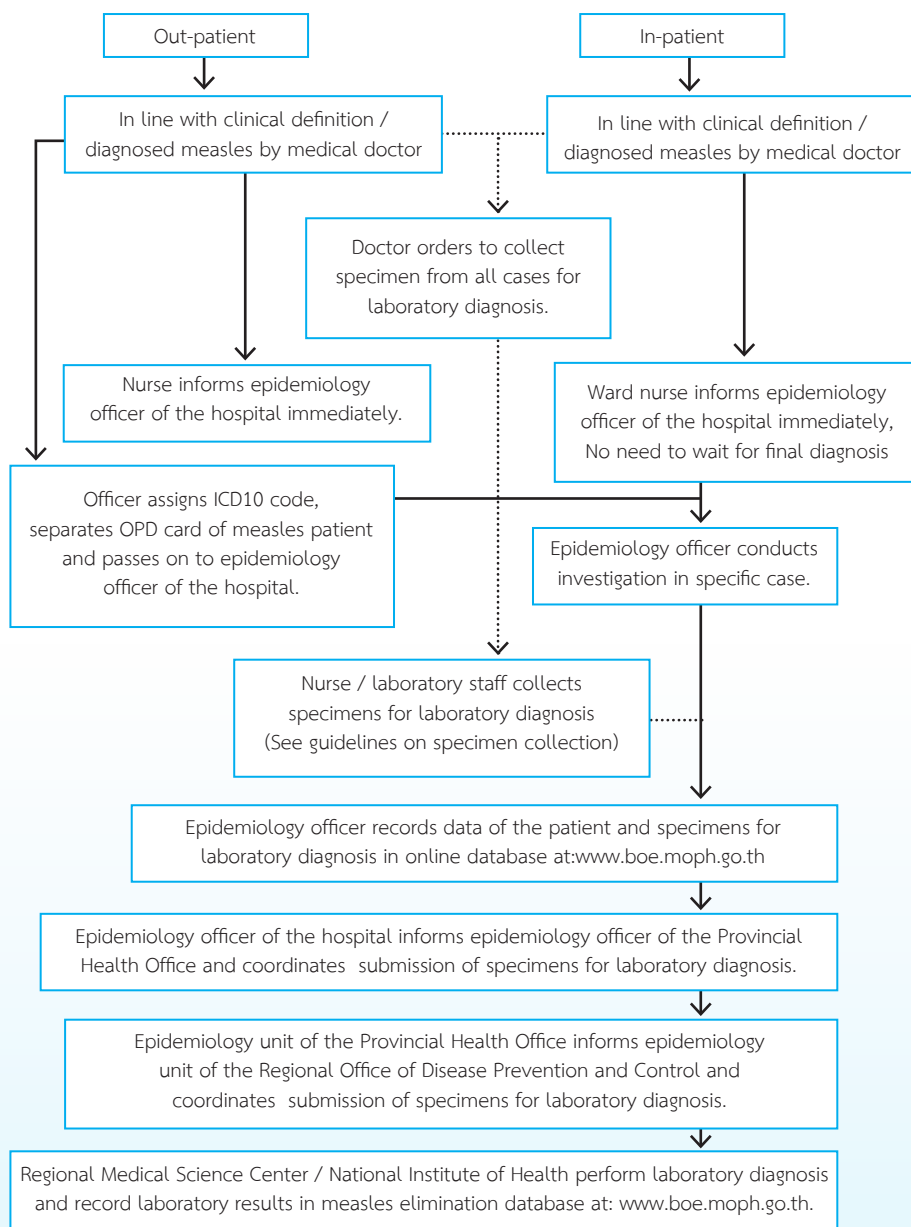 Out-patient
In-patient
In line with clinical definition /
diagnosed measles by medical doctor
In line with clinical definition /
diagnosed measles by medical doctor
Doctor orders to collect
specimen from all cases for
laboratory diagnosis.
Nurse informs epidemiology
officer of the hospital immediately.
Ward nurse informs epidemiology
officer of the hospital immediately,
No need to wait for final diagnosis
Officer assigns ICD10 code,
separates OPD card of measles patient
and passes on to epidemiology
officer of the hospital.
Epidemiology officer conducts
investigation in specific case.
Nurse / laboratory staff collects
specimens for laboratory diagnosis
(See guidelines on specimen collection)
Epidemiology officer records data of the patient and specimens for
laboratory diagnosis in online database at:www.boe.moph.go.th
Epidemiology officer of the hospital informs epidemiology officer of the Provincial
Health Office and coordinates submission of specimens for laboratory diagnosis.
Epidemiology unit of the Provincial Health Office informs epidemiology
unit of the Regional Office of Disease Prevention and Control and
coordinates submission of specimens for laboratory diagnosis.
Regional Medical Science Center / National Institute of Health perform laboratory diagnosis
and record laboratory results in measles elimination database at: www.boe.moph.go.th.